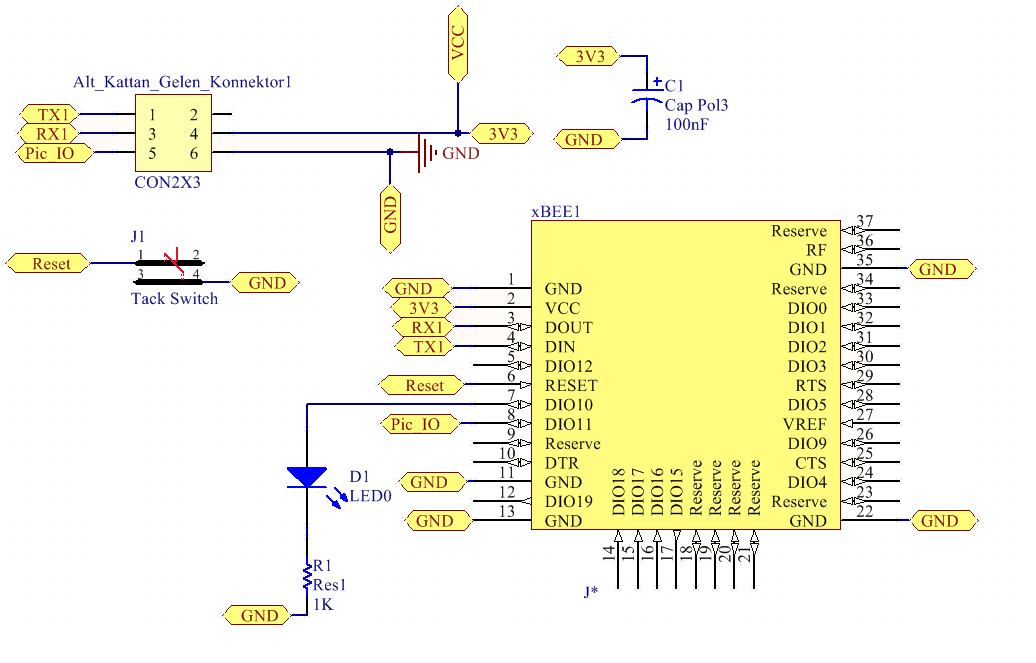 VCC
3V3
C1
Cap Pol3
100nF
GND
Alt_Kattan_Gelen_Konnektor1
TX1 1 2
RX1 3 4 3V3
Pic_IO 5 6 GND
CON2X3
GND
J1
Reset 1 2
3 4 GND
Tack Switch
xBEE1
GND 1 GND
3V3 2 VCC
RX1 3 DOUT
TX1 4 DIN
5 DIO12
Reset 6 RESET
7 DIO10
Pic_IO 8 DIO11
9 Reserve
10 DTR
GND 11 GND
12 DIO19
GND 13 GND
Reserve 37
RF 36
GND 35 GND
Reserve 34
DIO0 33
DIO1 32
DIO2 31
DIO3 30
RTS 29
DIO5 28
VREF 27
DIO9 26
CTS 25
DIO4 24
Reserve 23
GND 22 GND
DIO18 14
DIO17 15
DIO16 16
DIO15 17
Reserve 18
Reserve 19
Reserve 20
Reserve 21
J*
D1
LED0
R1
Res1
1K
GND